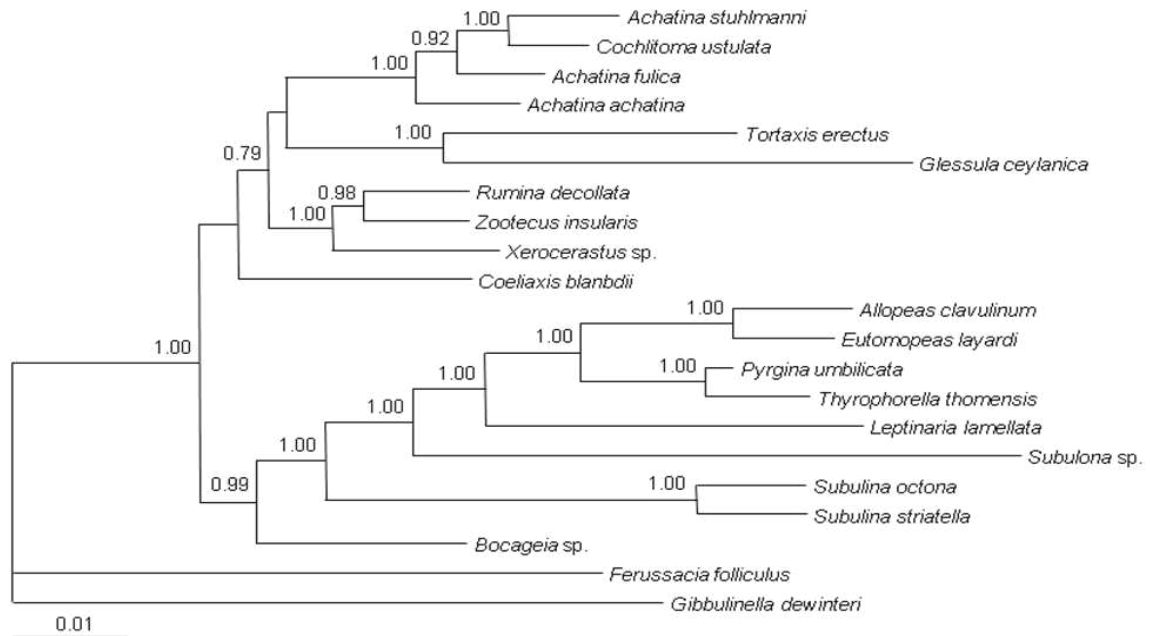 1.00 Achatina stuhlmanni
0.92 Cochlitoma ustulata
1.00 Achatina fulica
Achatina achatina
1.00 Tortaxis erectus
0.79 Glessula ceylanica
0.98 Rumina decollata
1.00 Zootecus insularis
Xerocerastus sp.
Coeliaxis blanbdii
1.00 Allopeas clavulinum
1.00 Eutomopeas layardi
1.00 1.00 Pyrgina umbilicata
1.00 Thyrophorella thomensis
1.00 Leptinaria lamellata
1.00 Subulona sp.
0.99 1.00 Subulina octona
Subulina striatella
Bocageia sp.
Ferussacia folliculus
Gibbulinella dewinteri
0.01